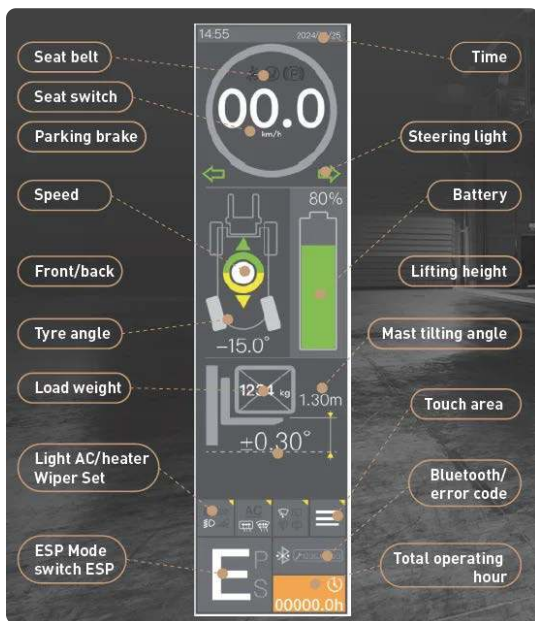 14:55
Seat belt
Time
Seat switch
00.0
Parking brake
km/h
Steering light
Speed
80%
Battery
Front/back
Lifting height
Tyre angle
-15.0°
Mast tilting angle
Load weight
kg
1.30m
Touch area
±0.30°
Light AC/heater
Wiper Set
AC
Bluetooth/
error code
ESP Mode
switch ESP
E
P
S
Total operating
hour
00000.0h